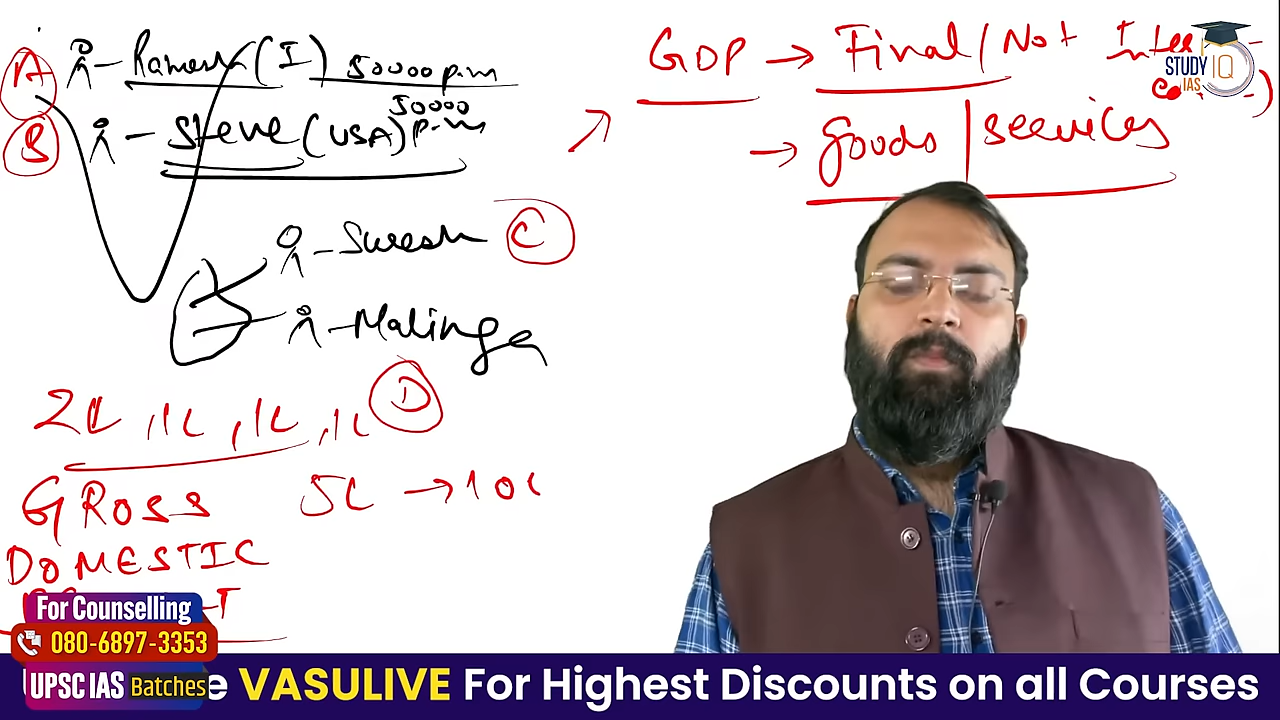 A - Ramesh (I) 50000 p.m
B - Steve (USA) 50000 p.m
- Suresh C
- Malinga
D
2L, 1L, 1L, 1L
GROSS 5L → 10L
DOMESTIC
GDP → Final / Not
→ goods | services
STUDY IQ
IAS
For Counselling
080-6897-3353
UPSC IAS Batches
e VASULIVE For Highest Discounts on all Courses